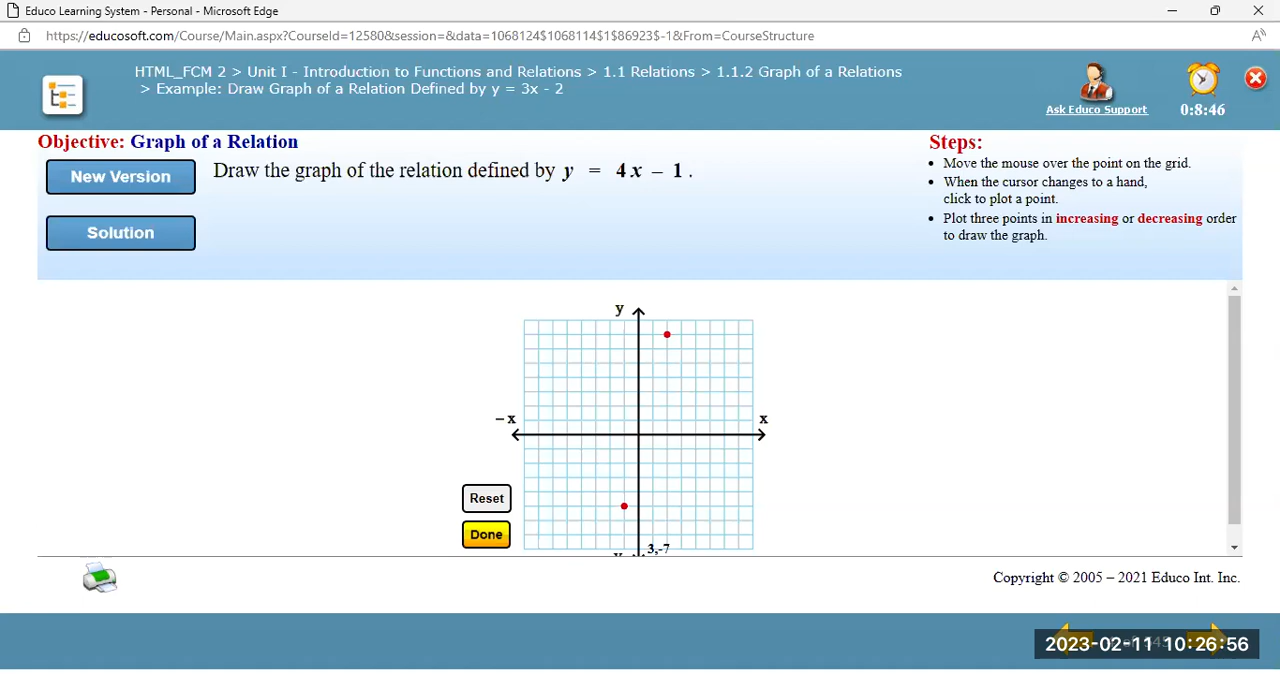 Educo Learning System - Personal - Microsoft Edge
https://educosoft.com/Course/Main.aspx?CourseId=12580&session=&data=1068124$1068114$1$86923$-1&From=CourseStructure
HTML_FCM 2 > Unit I - Introduction to Functions and Relations > 1.1 Relations > 1.1.2 Graph of a Relations
> Example: Draw Graph of a Relation Defined by y = 3x - 2
Ask Educo Support
0:8:46
Objective: Graph of a Relation
New Version
Draw the graph of the relation defined by y = 4 x – 1 .
Solution
Steps:
• Move the mouse over the point on the grid.
• When the cursor changes to a hand,
click to plot a point.
• Plot three points in increasing or decreasing order
to draw the graph.
y
– x
x
Reset
Done
3,-7
Copyright © 2005 – 2021 Educo Int. Inc.
2023-02-11 10:26:56